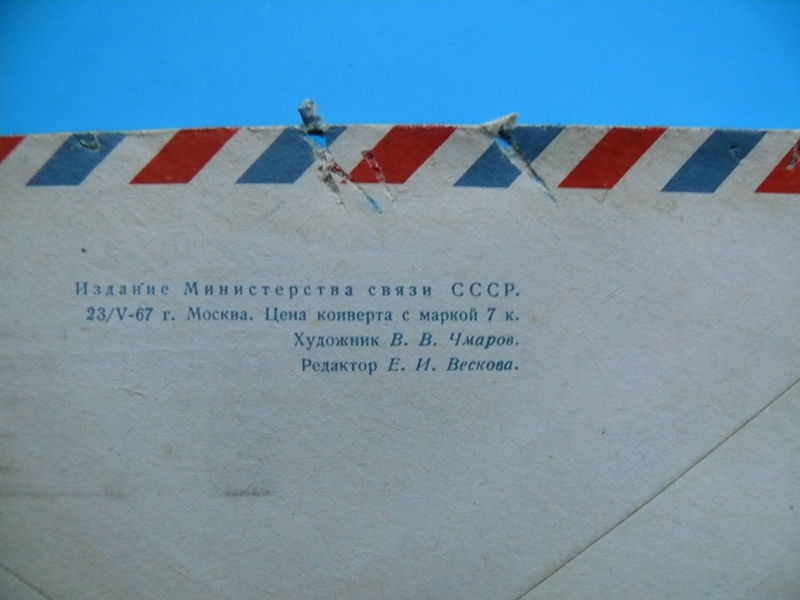 Издание Министерства связи СССР.
23/V-67 г. Москва. Цена конверта с маркой 7 к.
Художник В. В. Чмаров.
Редактор Е. И. Вескова.